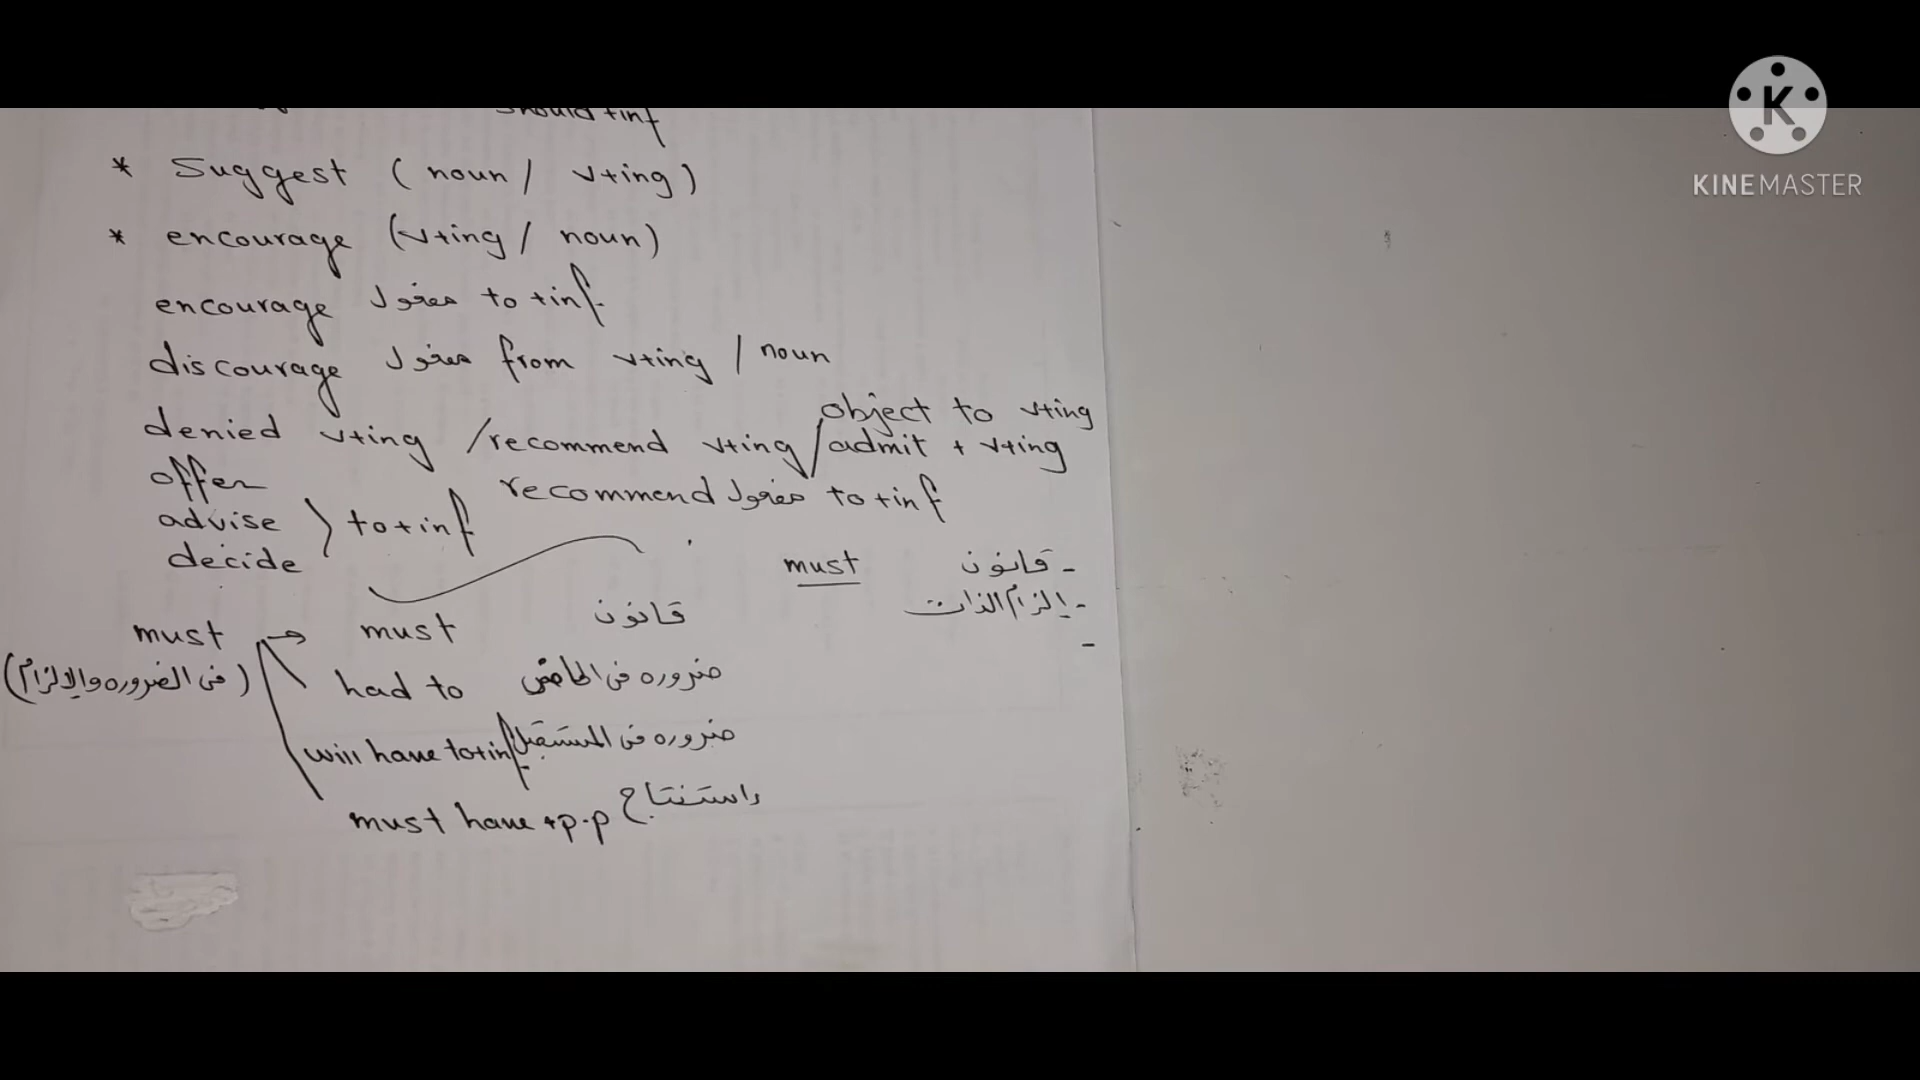 should +inf
* Suggest (noun / v+ing)
* encourage (v+ing / noun)
encourage مفعول to +inf
discourage مفعول from v+ing / noun
object to v+ing
denied v+ing / recommend v+ing / admit + v+ing
offer
recommend مفعول to +inf
advise } to+inf
decide
must - قانون
- إلزام الذات
-
must → must قانون
(فى الضروره والإلزام)
had to ضروره فى الماضى
will have to+inf ضروره فى المستقبل
must have +p.p استنتاج
K
KINEMASTER